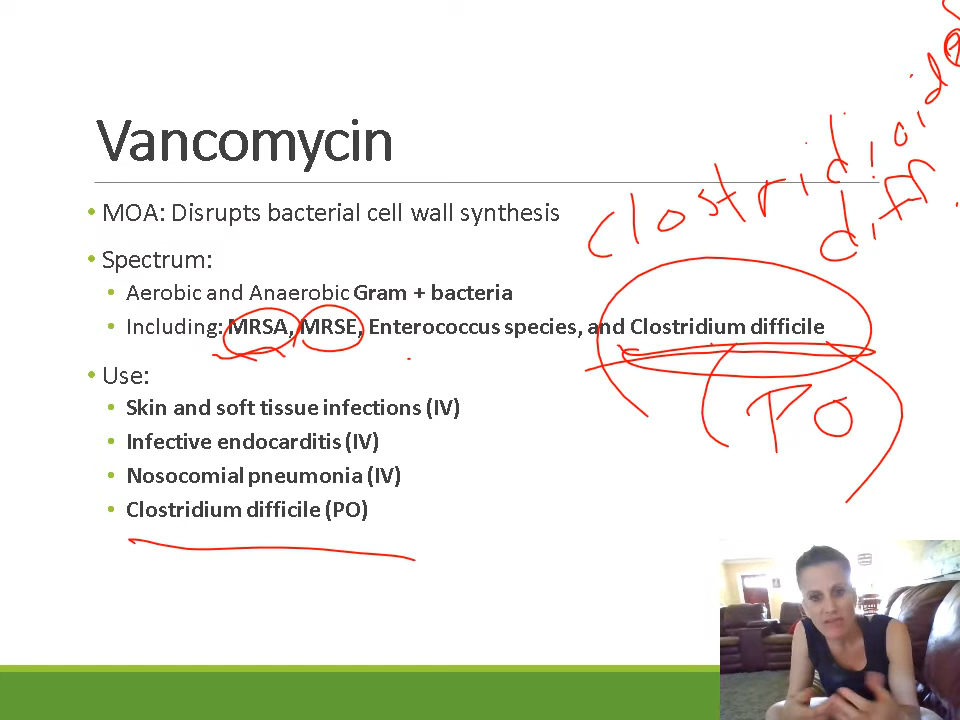 Vancomycin
• MOA: Disrupts bacterial cell wall synthesis
• Spectrum:
• Aerobic and Anaerobic Gram + bacteria
• Including: MRSA, MRSE, Enterococcus species, and Clostridium difficile
• Use:
• Skin and soft tissue infections (IV)
• Infective endocarditis (IV)
• Nosocomial pneumonia (IV)
• Clostridium difficile (PO)
Clostridioides
diff
(PO)